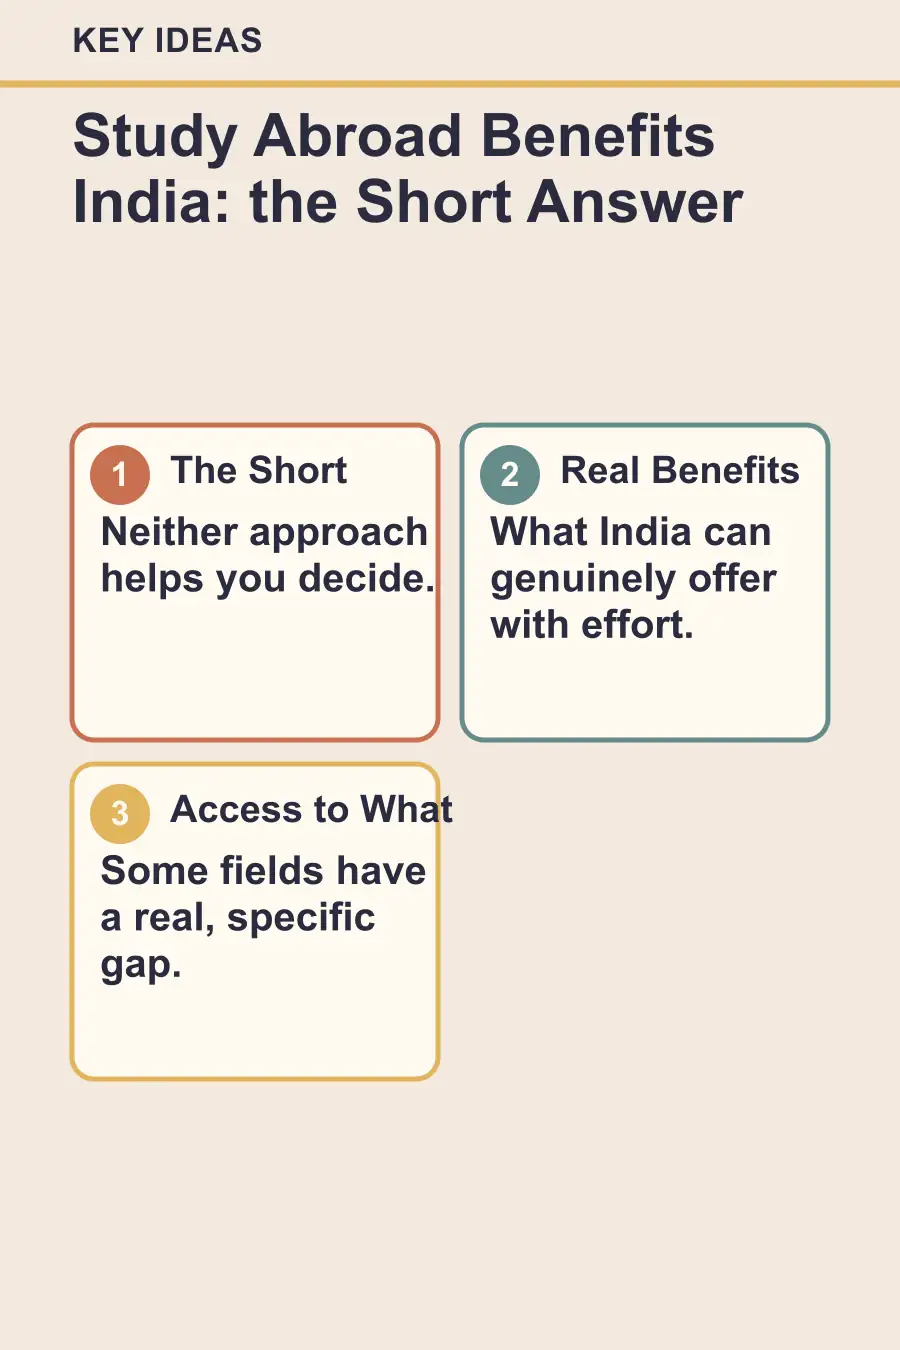 KEY IDEAS
Study Abroad Benefits
India: the Short Answer
1
The Short
Neither approach
helps you decide.
2
Real Benefits
What India can
genuinely offer
with effort.
3
Access to What
Some fields have
a real, specific
gap.